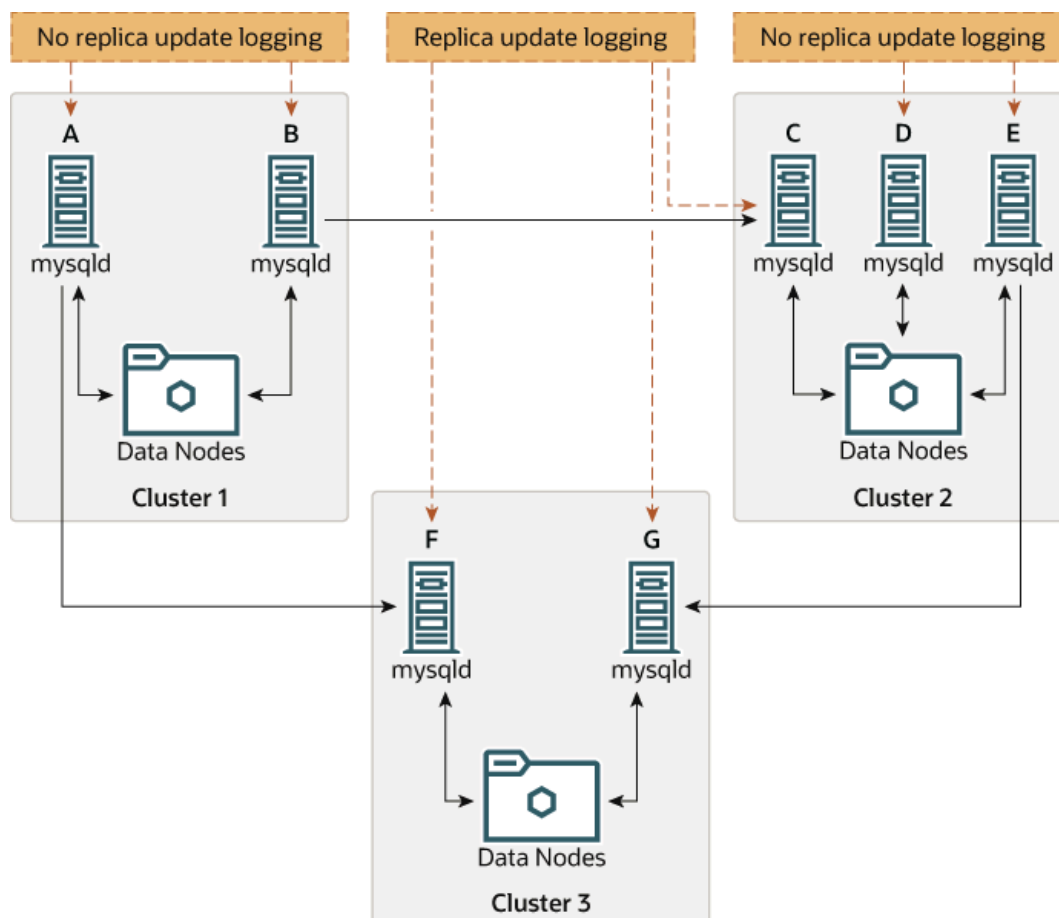 No replica update logging
Replica update logging
No replica update logging
A
B
C
D
E
mysqld
mysqld
mysqld
mysqld
mysqld
Data Nodes
Data Nodes
Cluster 1
Cluster 2
F
G
mysqld
mysqld
Data Nodes
Cluster 3